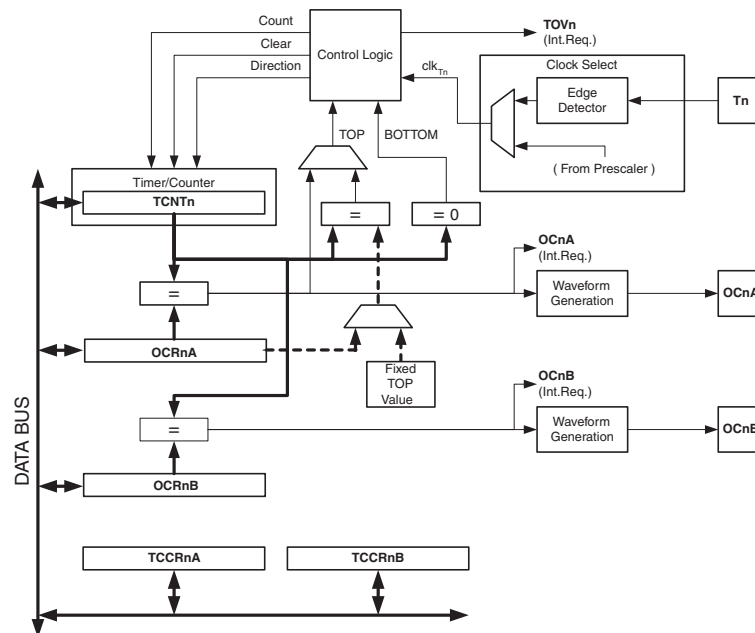 Count
Clear
Direction
Control Logic
TOVn
(Int.Req.)
clkTn
Clock Select
Edge
Detector
Tn
( From Prescaler )
TOP
BOTTOM
Timer/Counter
TCNTn
=
= 0
OCnA
(Int.Req.)
=
Waveform
Generation
OCnA
OCRnA
Fixed
TOP
Value
OCnB
(Int.Req.)
=
Waveform
Generation
OCnB
OCRnB
DATA BUS
TCCRnA
TCCRnB